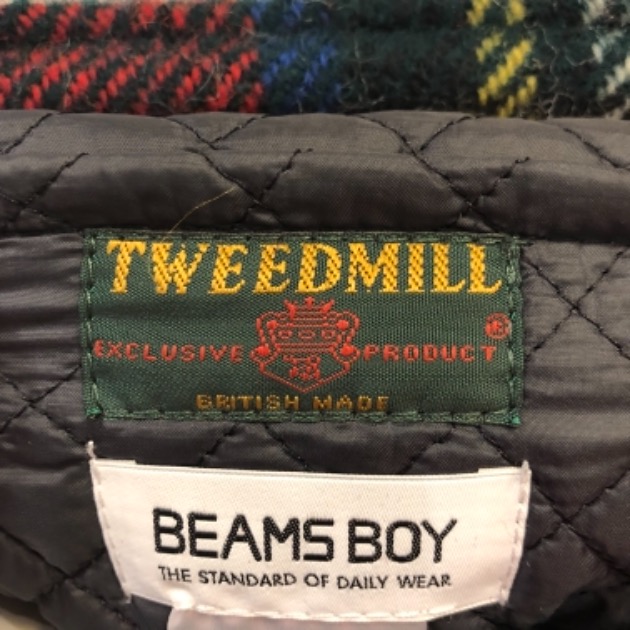 TWEEDMILL
EXCLUSIVE PRODUCT
BRITISH MADE
BEAMS BOY
THE STANDARD OF DAILY WEAR